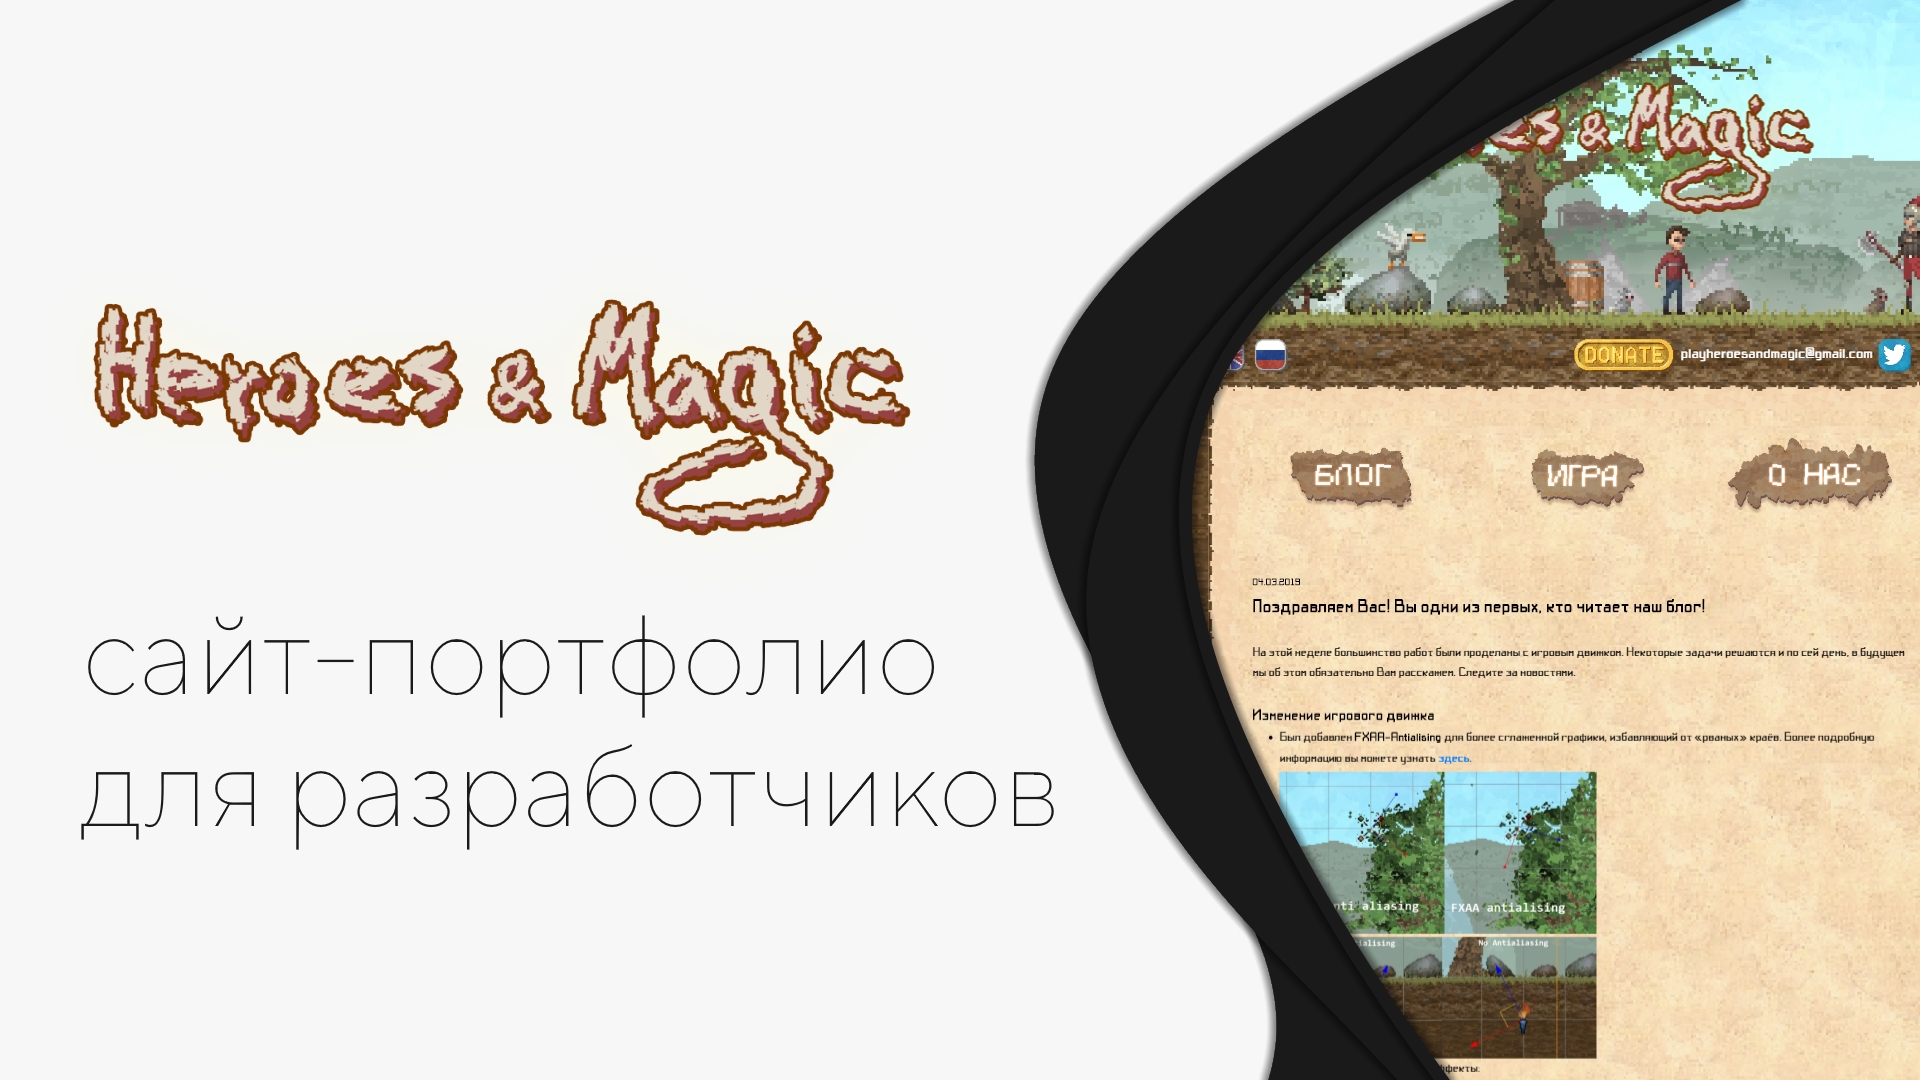 Heroes & Magic
сайт-портфолио
для разработчиков
es & Magic
DONATE playheroesandmagic@gmail.com
БЛОГ ИГРА О НАС
04.03.2019
Поздравляем Вас! Вы одни из первых, кто читает наш блог!
На этой неделе большинство работ были проделаны с игровым движком. Некоторые задачи решаются и по сей день, в будущем
мы об этом обязательно Вам расскажем. Следите за новостями.
Изменение игрового движка
• Был добавлен FXAA-Antialising для более сглаженной графики, избавляющий от «рваных» краёв. Более подробную
информацию вы можете узнать здесь.
nti aliasing FXAA antialising
ialising No Antialiasing
фекты: